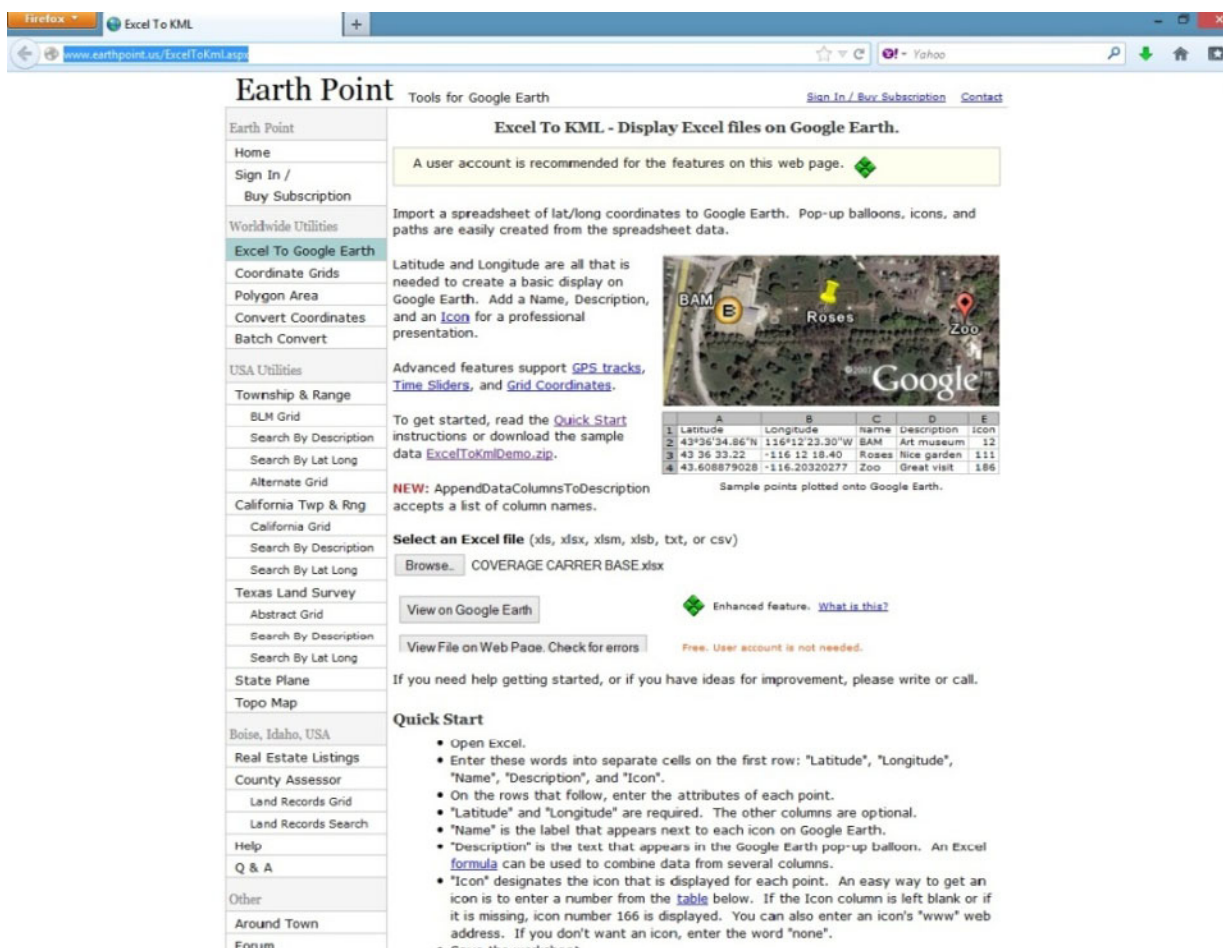 Firefox
Excel To KML
+
www.earthpoint.us/ExcelToKml.aspx
Yahoo
Earth Point Tools for Google Earth
Sign In / Buy Subscription Contact
Earth Point
Home
Sign In /
Buy Subscription
Worldwide Utilities
Excel To Google Earth
Coordinate Grids
Polygon Area
Convert Coordinates
Batch Convert
USA Utilities
Township & Range
BLM Grid
Search By Description
Search By Lat Long
Alternate Grid
California Twp & Rng
California Grid
Search By Description
Search By Lat Long
Texas Land Survey
Abstract Grid
Search By Description
Search By Lat Long
State Plane
Topo Map
Boise, Idaho, USA
Real Estate Listings
County Assessor
Land Records Grid
Land Records Search
Help
Q & A
Other
Around Town
Forum
Excel To KML - Display Excel files on Google Earth.
A user account is recommended for the features on this web page.
Import a spreadsheet of lat/long coordinates to Google Earth. Pop-up balloons, icons, and
paths are easily created from the spreadsheet data.
Latitude and Longitude are all that is
needed to create a basic display on
Google Earth. Add a Name, Description,
and an Icon for a professional
presentation.
Advanced features support GPS tracks,
Time Sliders, and Grid Coordinates.
To get started, read the Quick Start
instructions or download the sample
data ExcelToKmlDemo.zip.
NEW: AppendDataColumnsToDescription
accepts a list of column names.
BAM
B
Roses
Zoo
Google
A B C D E
1 Latitude Longitude Name Description Icon
2 43°36'34.86"N 116°12'23.30"W BAM Art museum 12
3 43 36 33.22 -116 12 18.40 Roses Nice garden 111
4 43.608879028 -116.20320277 Zoo Great visit 186
Sample points plotted onto Google Earth.
Select an Excel file (xls, xlsx, xlsm, xlsb, txt, or csv)
Browse.. COVERAGE CARRER BASE.xlsx
View on Google Earth
Enhanced feature. What is this?
View File on Web Page. Check for errors
Free. User account is not needed.
If you need help getting started, or if you have ideas for improvement, please write or call.
Quick Start
• Open Excel.
• Enter these words into separate cells on the first row: "Latitude", "Longitude",
"Name", "Description", and "Icon".
• On the rows that follow, enter the attributes of each point.
• "Latitude" and "Longitude" are required. The other columns are optional.
• "Name" is the label that appears next to each icon on Google Earth.
• "Description" is the text that appears in the Google Earth pop-up balloon. An Excel
formula can be used to combine data from several columns.
• "Icon" designates the icon that is displayed for each point. An easy way to get an
icon is to enter a number from the table below. If the Icon column is left blank or if
it is missing, icon number 166 is displayed. You can also enter an icon's "www" web
address. If you don't want an icon, enter the word "none".